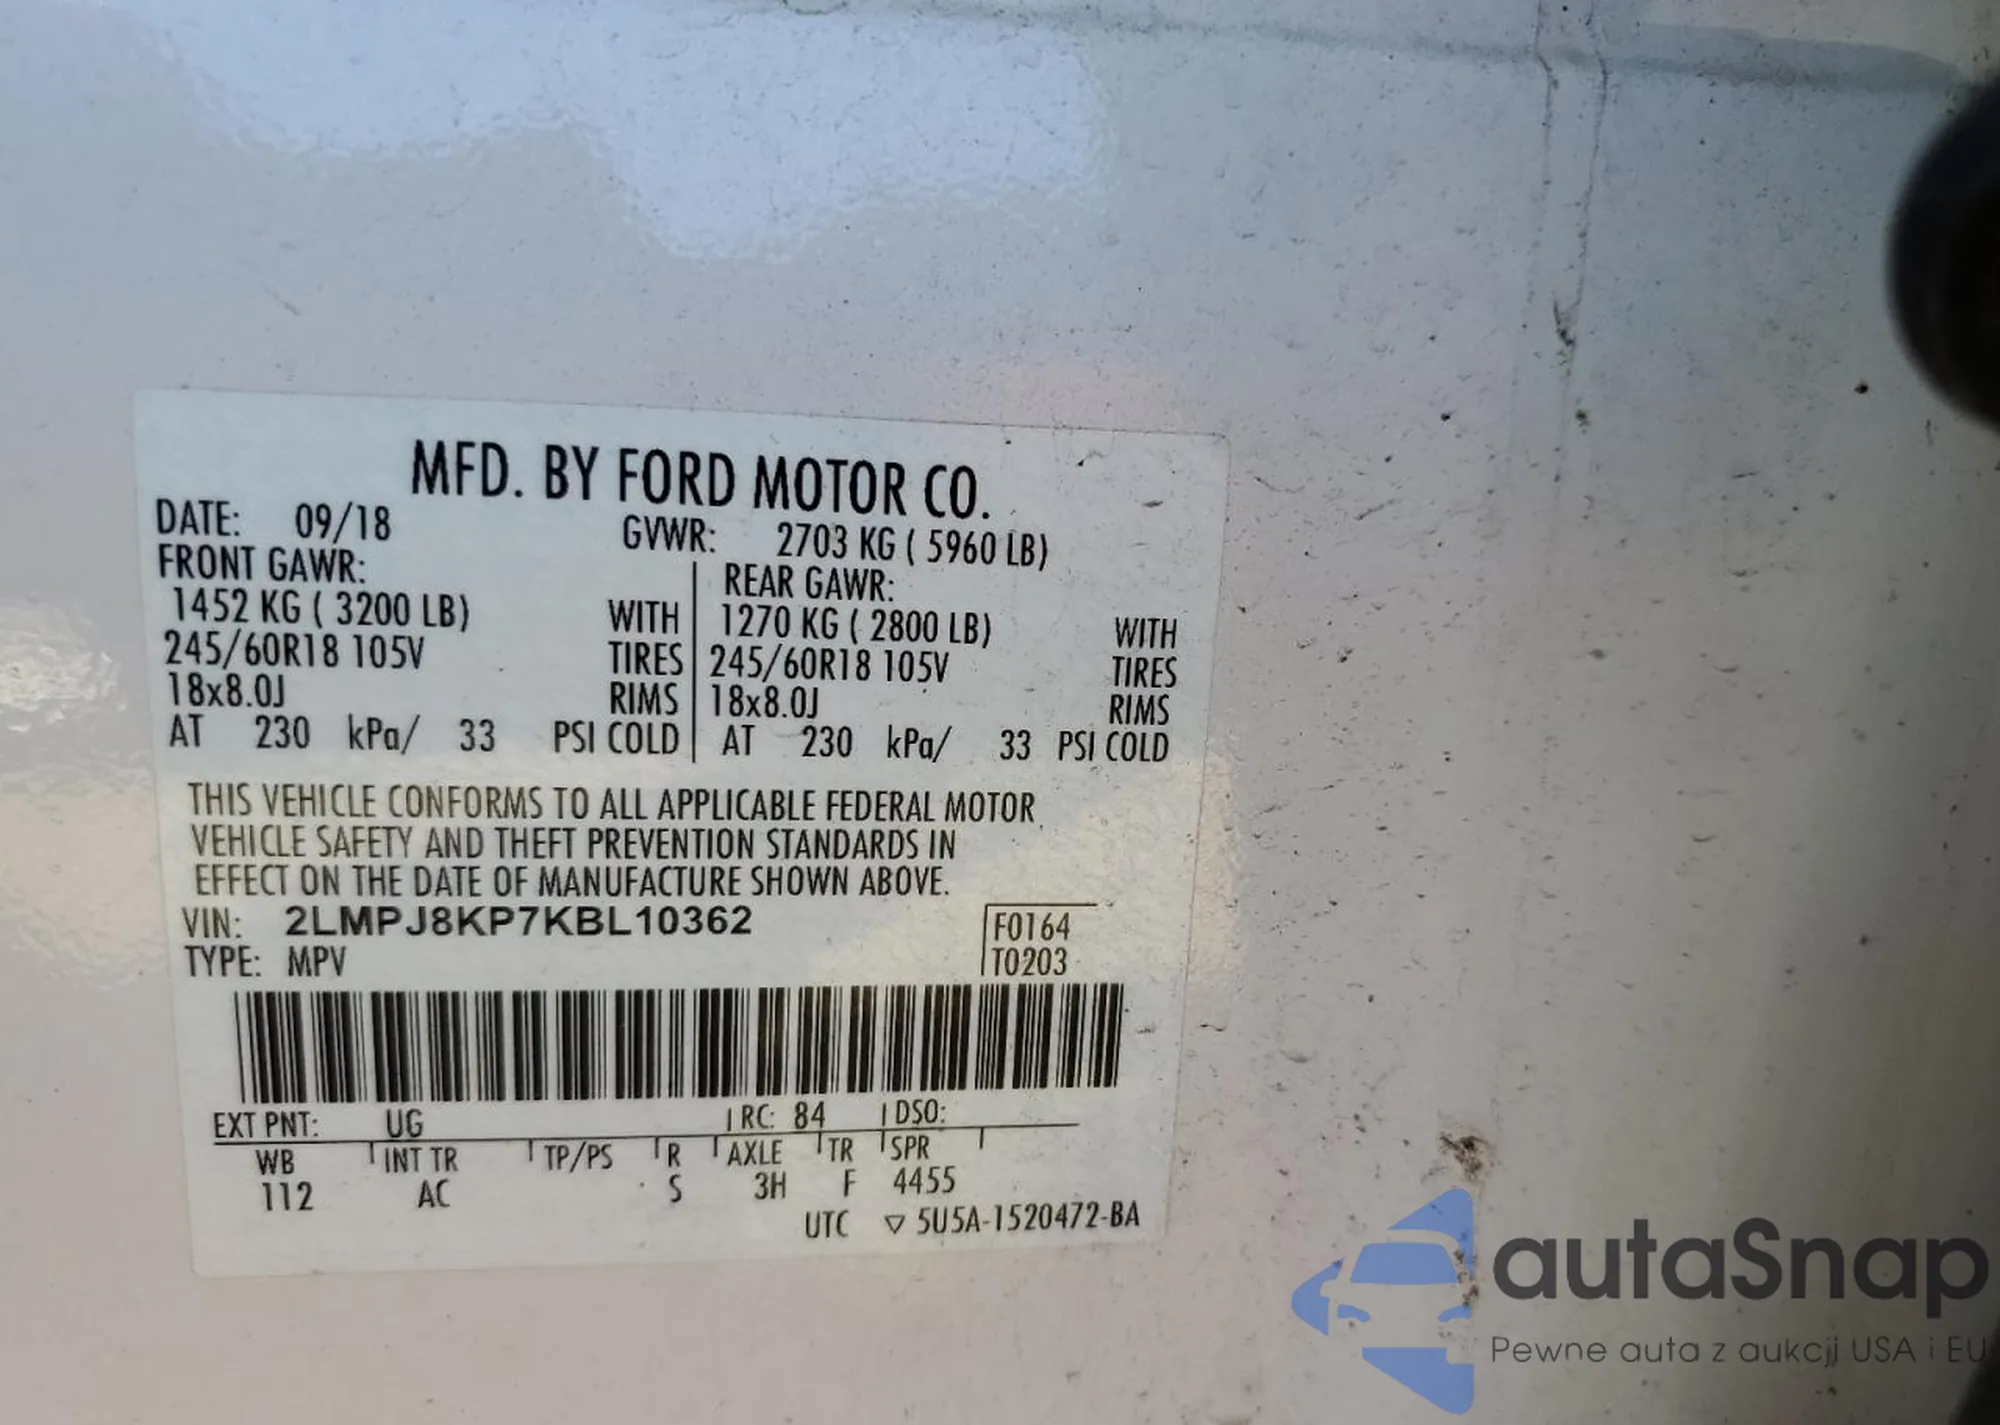 MFD. BY FORD MOTOR CO.
DATE: 09/18 GVWR: 2703 KG ( 5960 LB)
FRONT GAWR: REAR GAWR:
1452 KG ( 3200 LB) WITH 1270 KG ( 2800 LB) WITH
245/60R18 105V TIRES 245/60R18 105V TIRES
18x8.0J RIMS 18x8.0J RIMS
AT 230 kPa/ 33 PSI COLD AT 230 kPa/ 33 PSI COLD
THIS VEHICLE CONFORMS TO ALL APPLICABLE FEDERAL MOTOR
VEHICLE SAFETY AND THEFT PREVENTION STANDARDS IN
EFFECT ON THE DATE OF MANUFACTURE SHOWN ABOVE.
VIN: 2LMPJ8KP7KBL10362 F0164
TYPE: MPV T0203
EXT PNT: UG RC: 84 DSO:
WB INT TR TP/PS R AXLE TR SPR
112 AC S 3H F 4455
UTC ▽ 5U5A-1520472-BA
autaSnap
Pewne auta z aukcji USA i EU